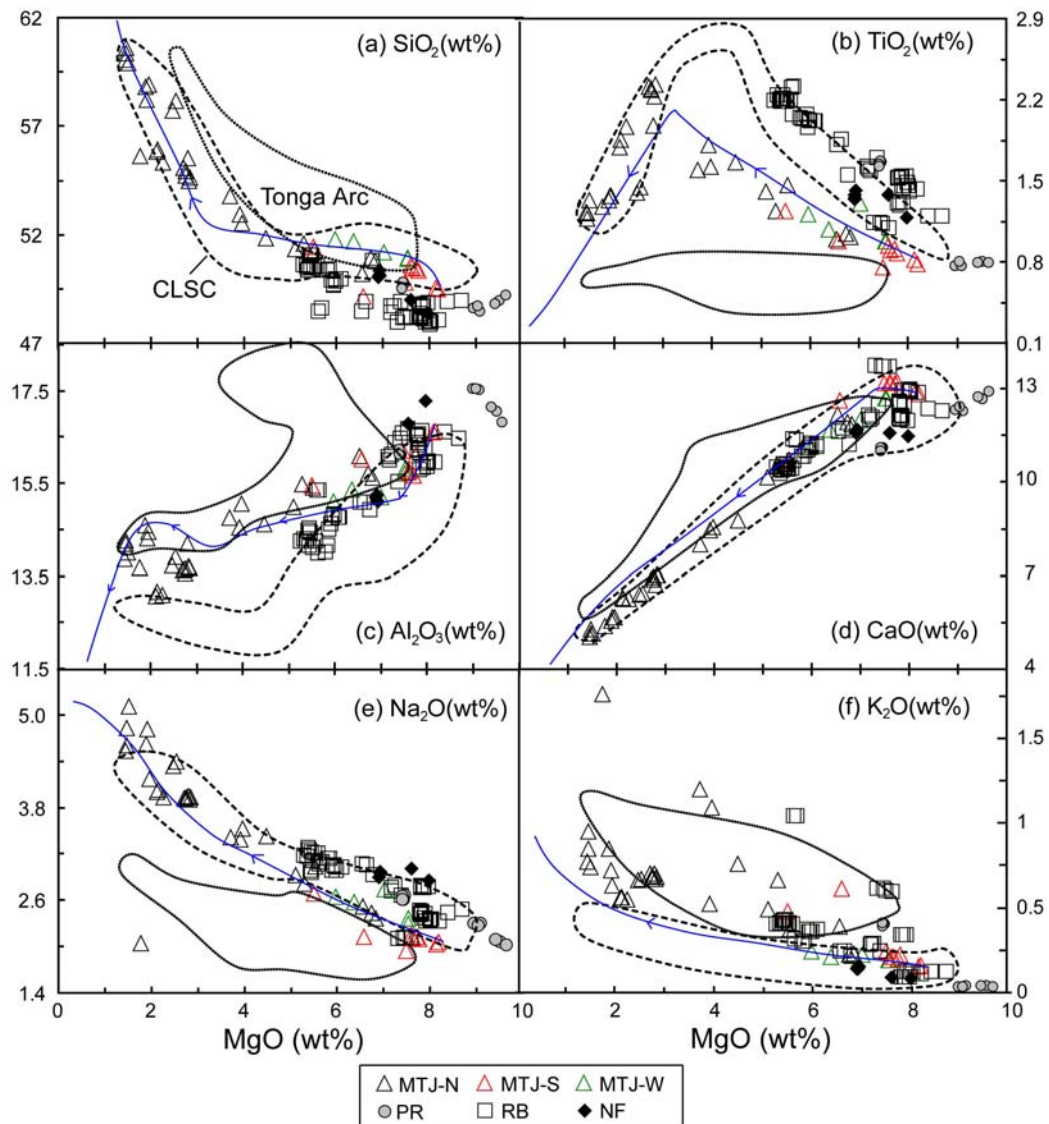 62
57
52
47
(a) SiO₂(wt%)
Tonga Arc
CLSC
(b) TiO₂(wt%)
2.9
2.2
1.5
0.8
0.1
17.5
15.5
13.5
11.5
(c) Al₂O₃(wt%)
(d) CaO(wt%)
13
10
7
4
5.0
3.8
2.6
1.4
(e) Na₂O(wt%)
(f) K₂O(wt%)
1.5
1
0.5
0
0 2 4 6 8 10 2 4 6 8 10
MgO (wt%) MgO (wt%)
MTJ-N MTJ-S MTJ-W
PR RB NF